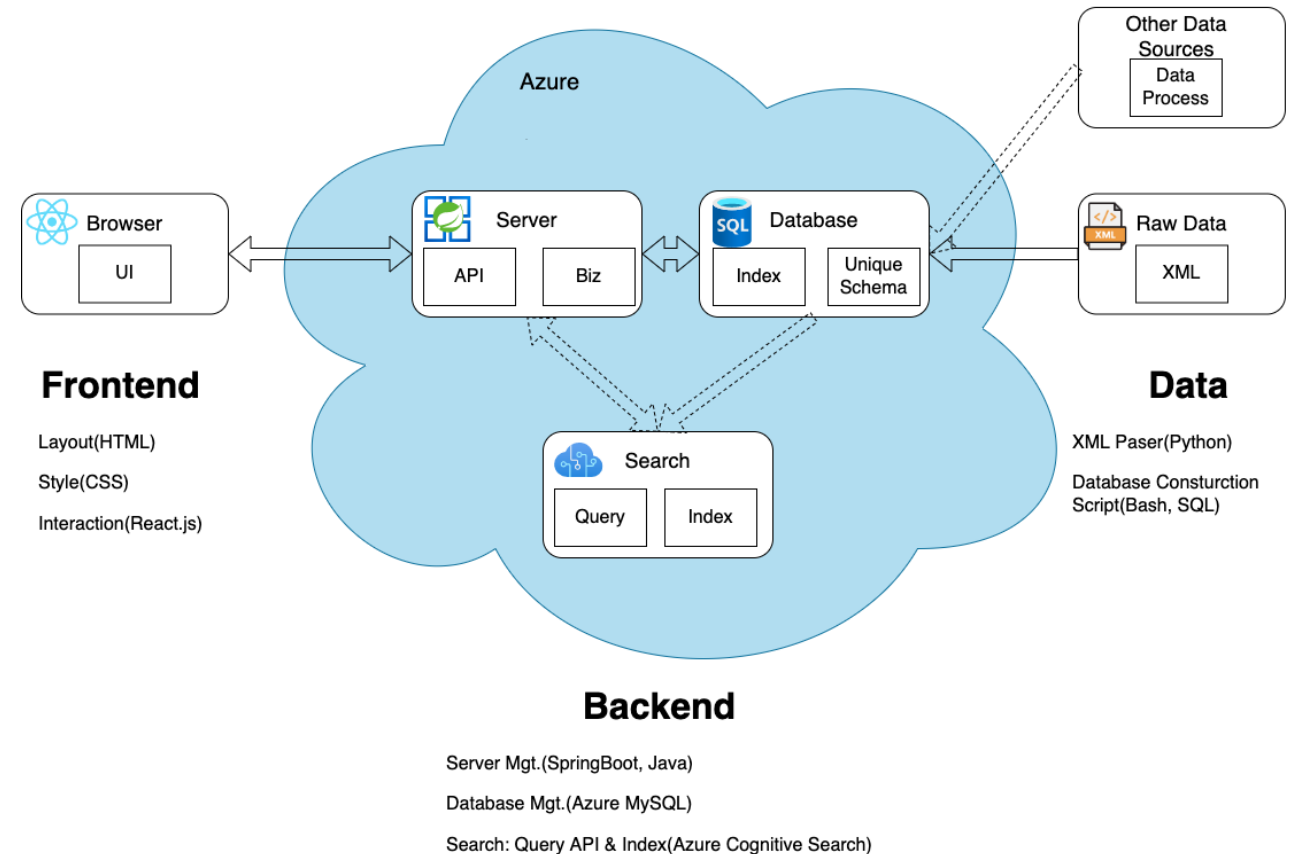 Other Data
Sources
Data
Process
Azure
Browser
UI
Server
API
Biz
SQL
Database
Index
Unique
Schema
</>
XML
Raw Data
XML
Frontend
Layout(HTML)
Style(CSS)
Interaction(React.js)
Search
Query
Index
Data
XML Paser(Python)
Database Consturction
Script(Bash, SQL)
Backend
Server Mgt.(SpringBoot, Java)
Database Mgt.(Azure MySQL)
Search: Query API & Index(Azure Cognitive Search)